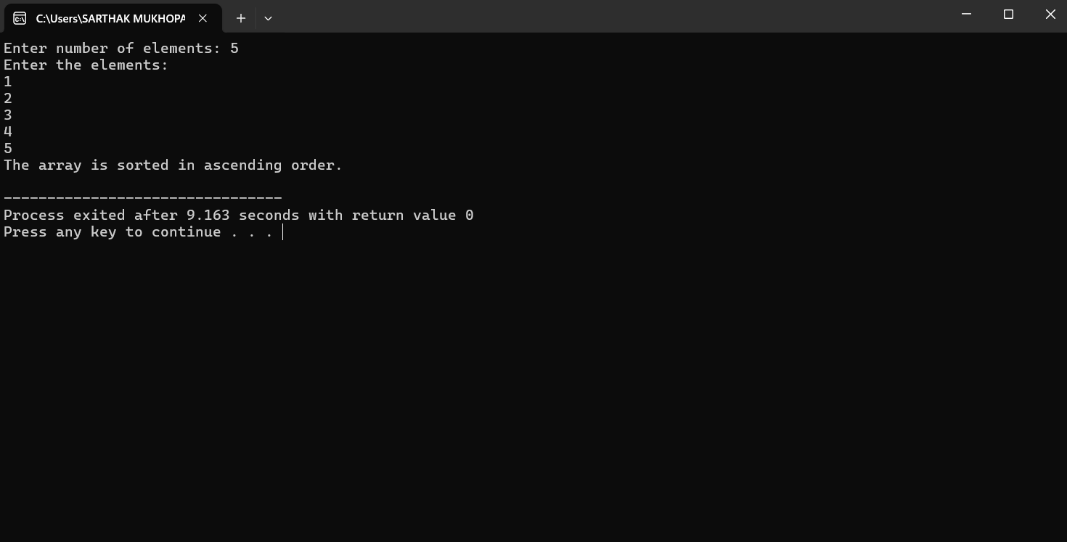 C:\Users\SARTHAK MUKHOPA
Enter number of elements: 5
Enter the elements:
1
2
3
4
5
The array is sorted in ascending order.
--------------------------------
Process exited after 9.163 seconds with return value 0
Press any key to continue . . .